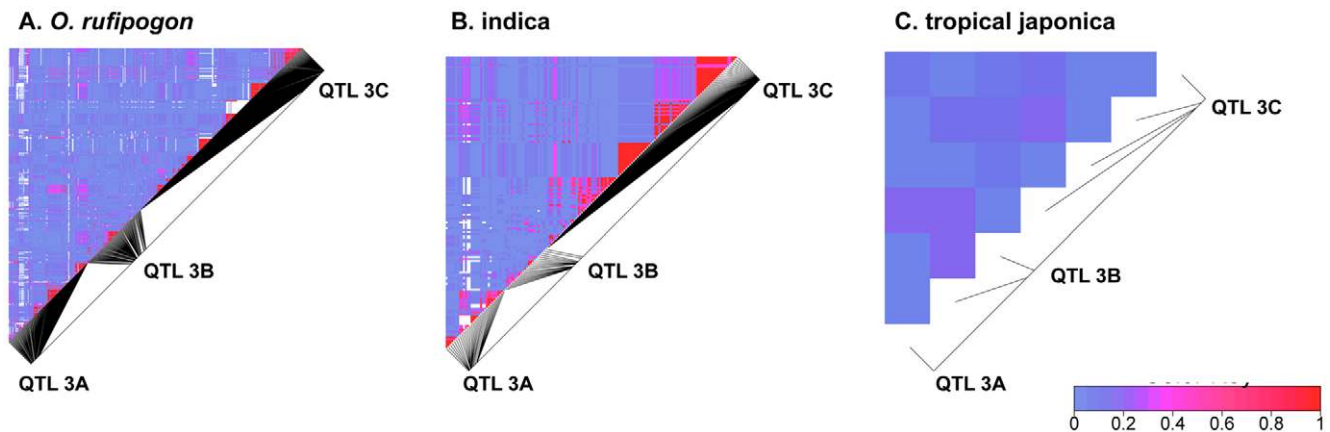 A. O. rufipogon
B. indica
C. tropical japonica
QTL 3C
QTL 3B
QTL 3A
QTL 3C
QTL 3B
QTL 3A
QTL 3C
QTL 3B
QTL 3A
0 0.2 0.4 0.6 0.8 1